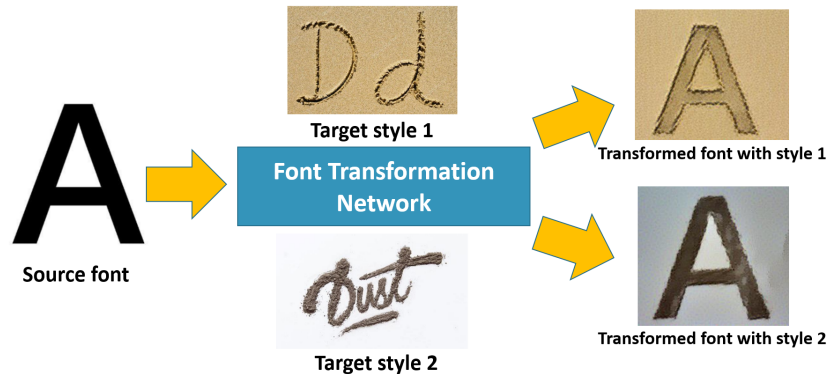 A
Source font
D d
Target style 1
Font Transformation
Network
Dust
Target style 2
A
Transformed font with style 1
A
Transformed font with style 2